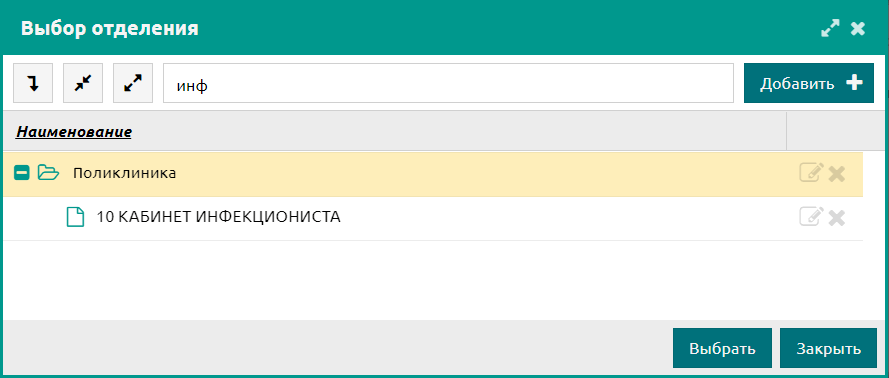 Выбор отделения
инф
Добавить
Наименование
Поликлиника
10 КАБИНЕТ ИНФЕКЦИОНИСТА
Выбрать Закрыть